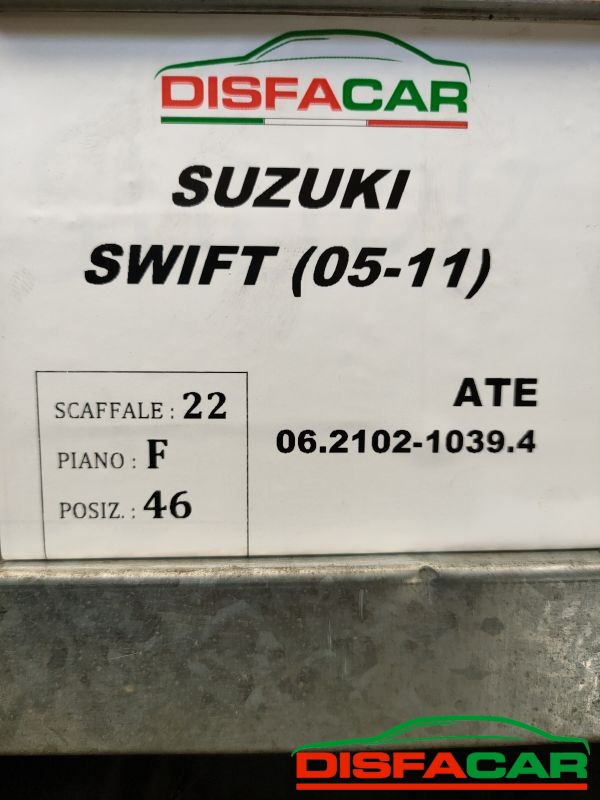 DISFACAR
SUZUKI
SWIFT (05-11)
SCAFFALE : 22
PIANO : F
POSIZ. : 46
ATE
06.2102-1039.4
DISFACAR